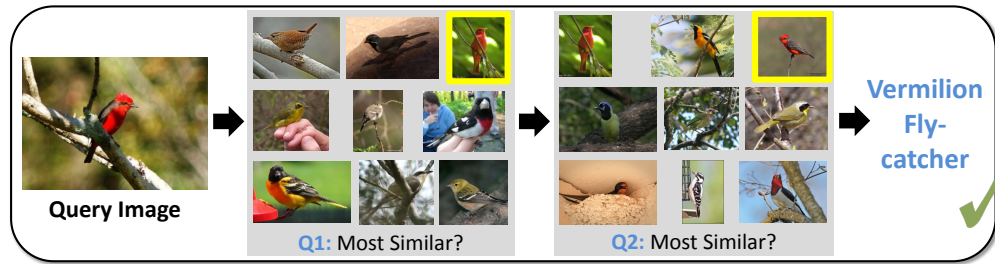 Query Image
Q1: Most Similar?
Q2: Most Similar?
Vermilion
Fly-
catcher